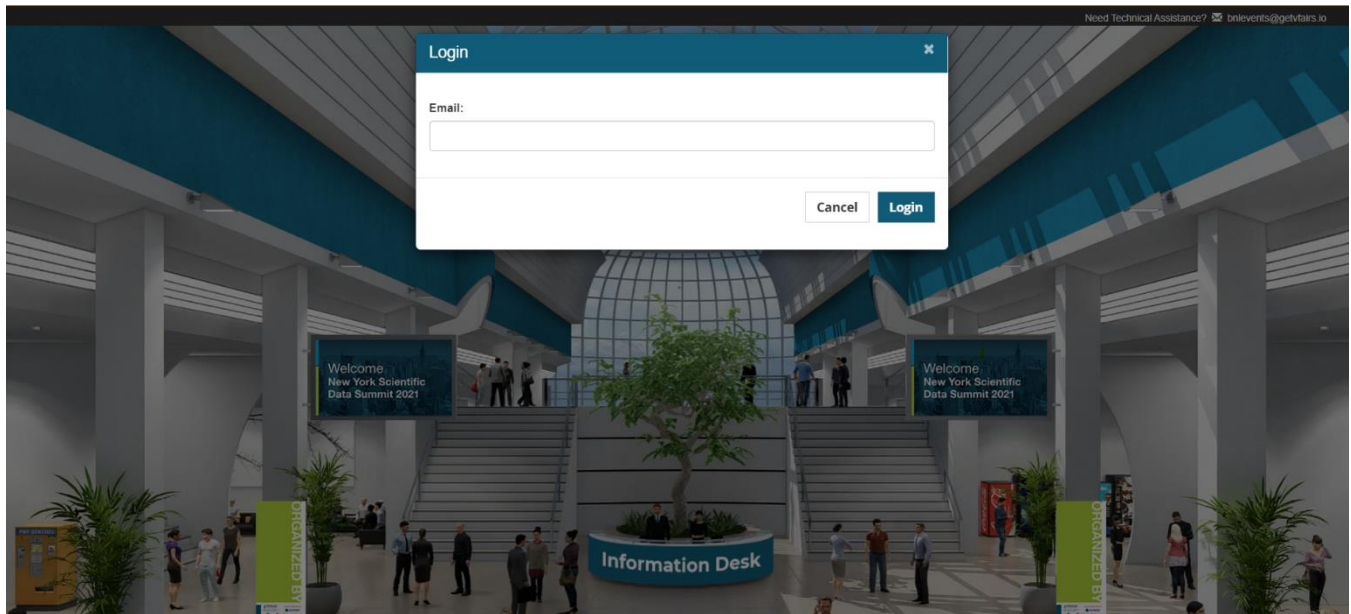 Need Technical Assistance? bnlevents@getvfairs.io
Login
Email:
Cancel
Login
Welcome
New York Scientific
Data Summit 2021
Welcome
New York Scientific
Data Summit 2021
ORGANIZED BY
ORGANIZED BY
Information Desk